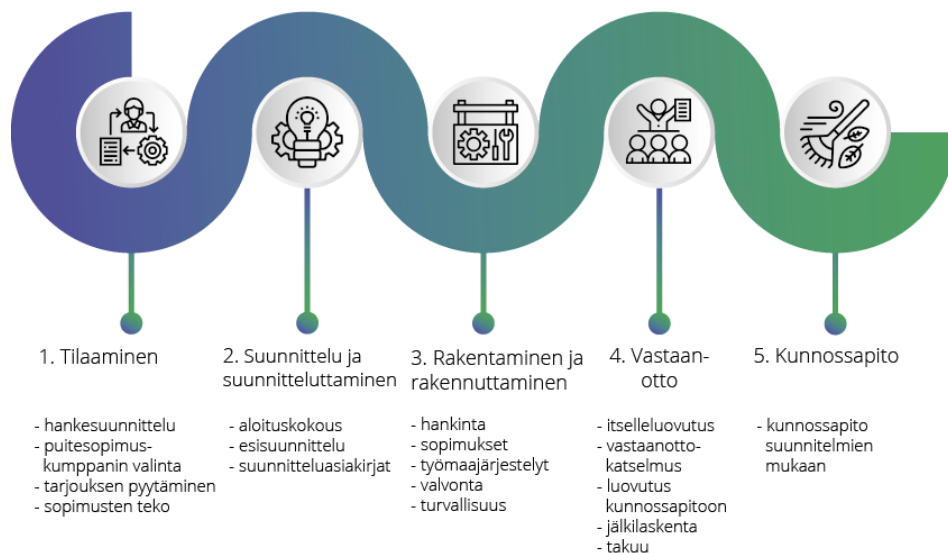 1. Tilaaminen
- hankesuunnittelu
- puitesopimus-
kumppanin valinta
- tarjouksen pyytäminen
- sopimusten teko
2. Suunnittelu ja
suunnitteluttaminen
- aloituskokous
- esisuunnittelu
- suunnitteluasiakirjat
3. Rakentaminen ja
rakennuttaminen
- hankinta
- sopimukset
- työmaajärjestelyt
- valvonta
- turvallisuus
4. Vastaan-
otto
- itselleluovutus
- vastaanotto-
katselmus
- luovutus
kunnossapitoon
- jälkilaskenta
- takuu
5. Kunnossapito
- kunnossapito
suunnitelmien
mukaan